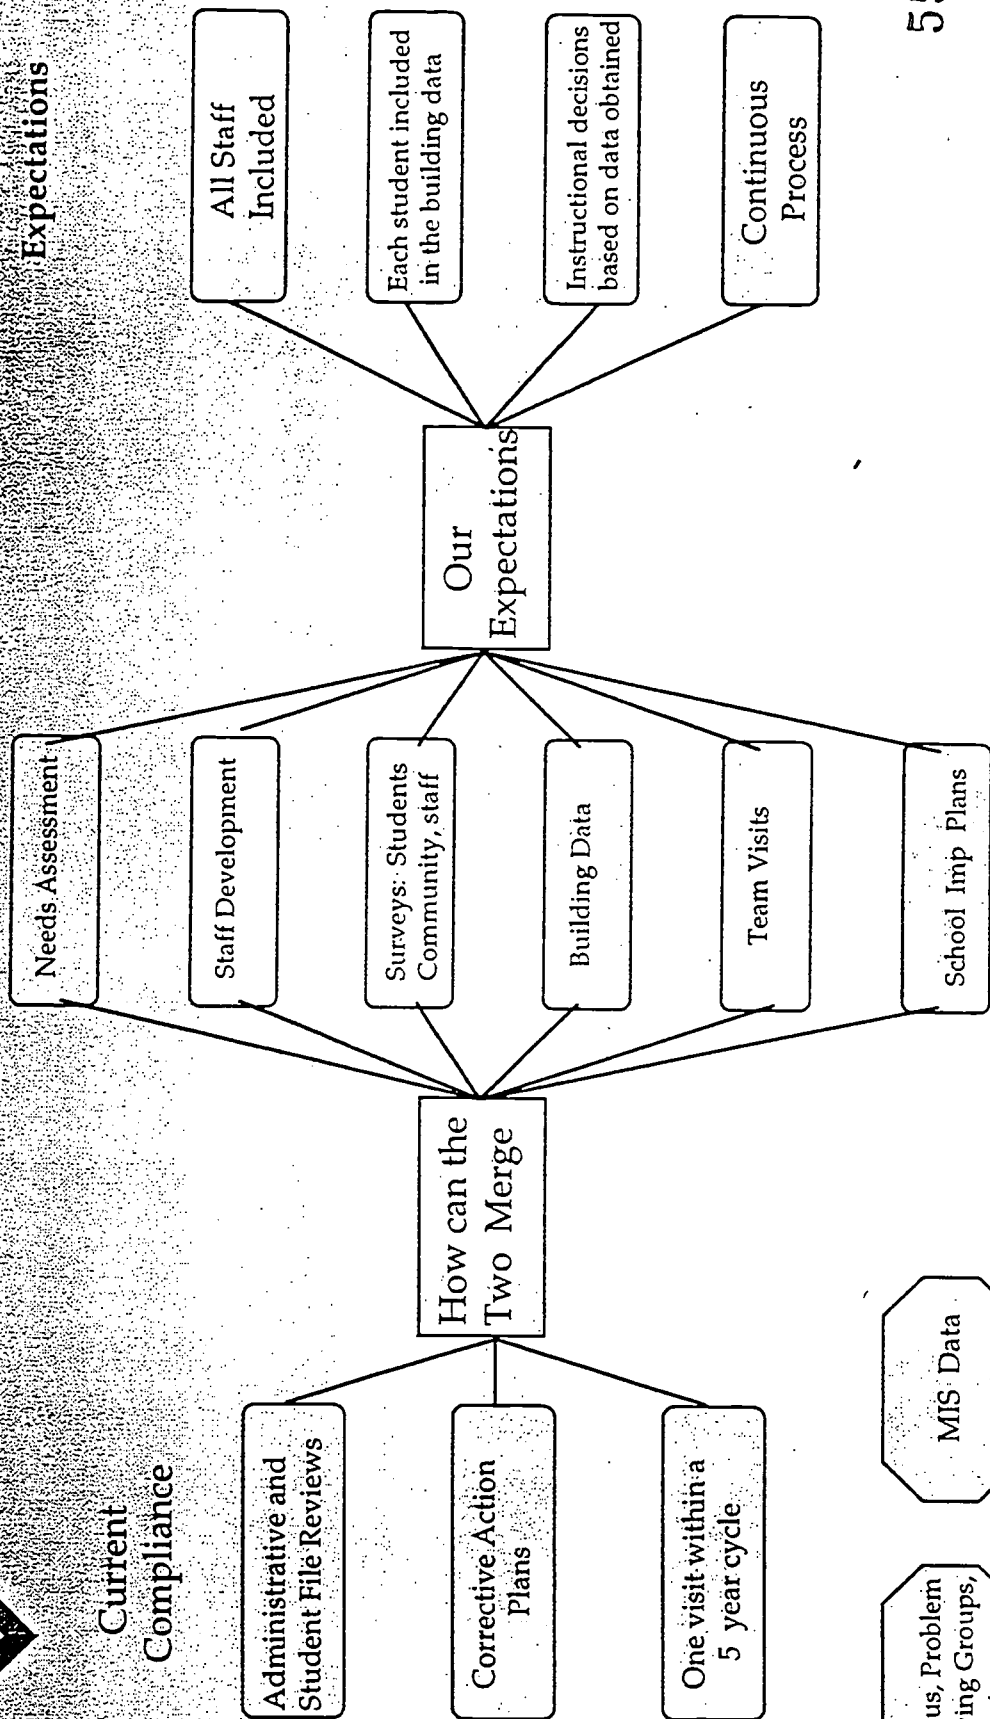 Current
Compliance
Expectations
Administrative and
Student File Reviews
Corrective Action
Plans
One visit within a
5 year cycle
How can the
Two Merge
Needs Assessment
Staff Development
Surveys: Students
Community, staff
Building Data
Team Visits
School Imp Plans
Our
Expectations
All Staff
Included
Each student included
in the building data
Instructional decisions
based on data obtained
Continuous
Process
Problem
Groups,
MIS Data